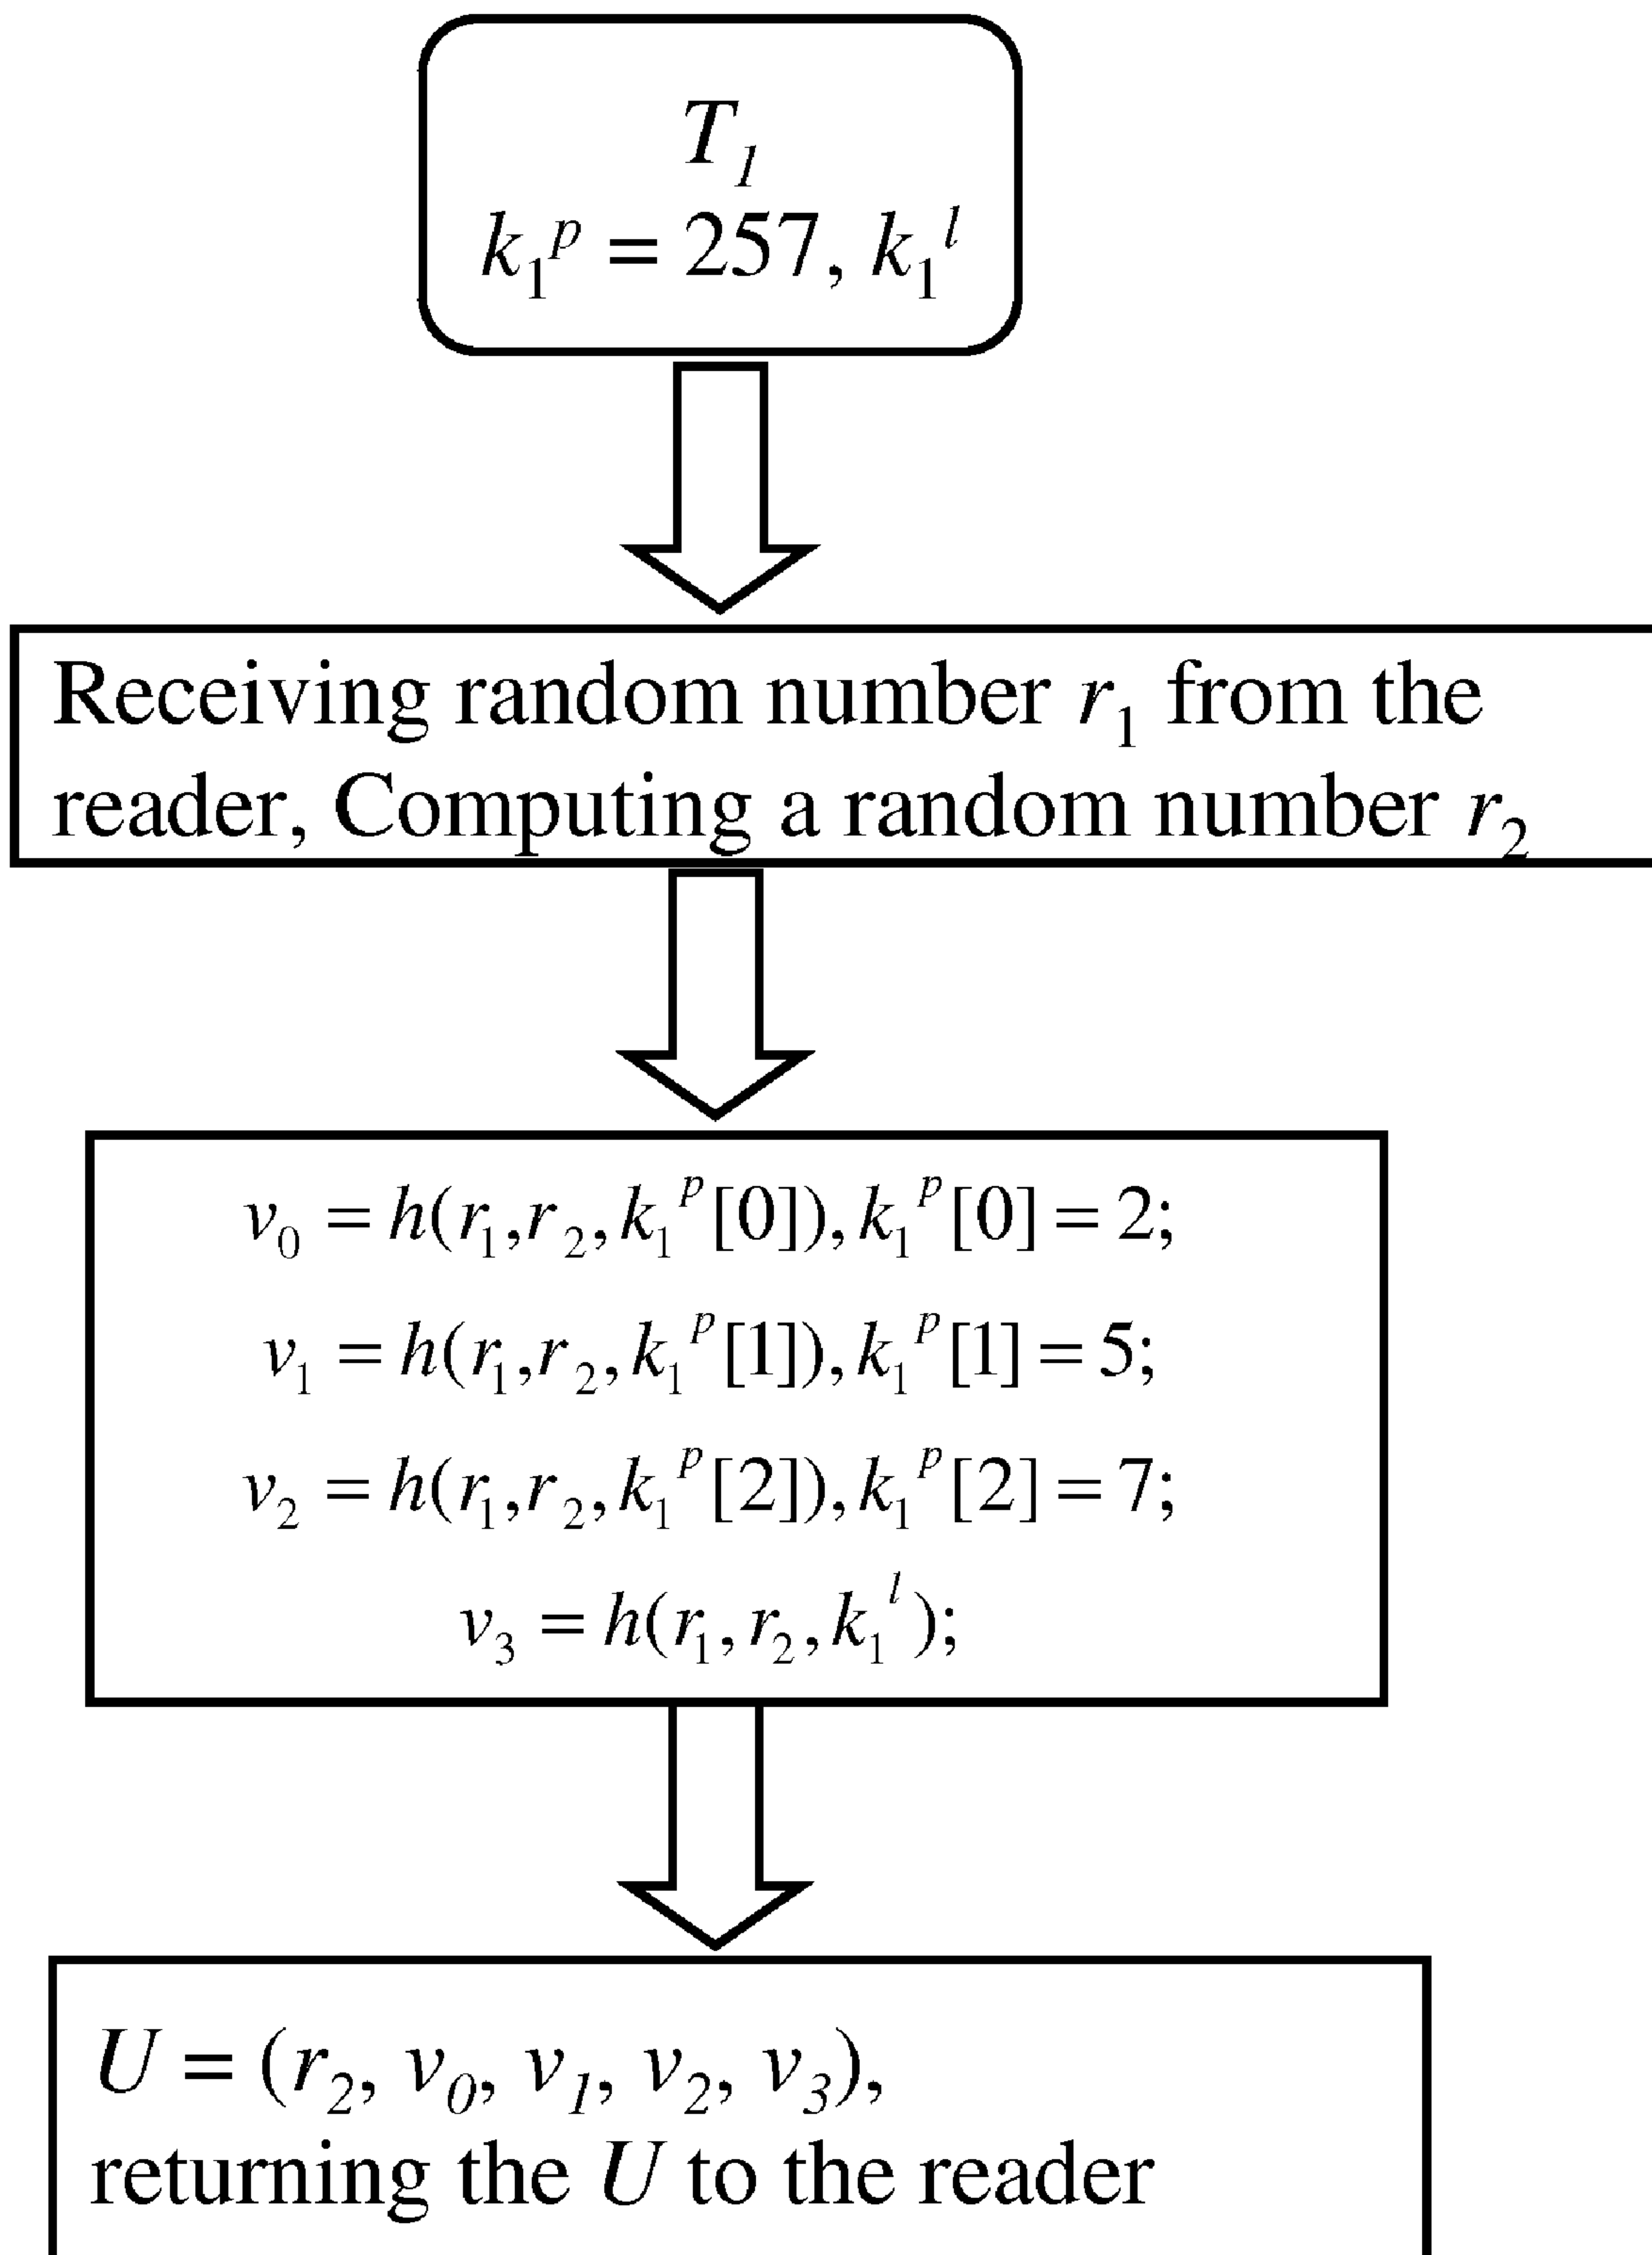 T₁
k₁ᵖ = 257, k₁ˡ
Receiving random number r₁ from the
reader, Computing a random number r₂
v₀ = h(r₁,r₂,k₁ᵖ[0]),k₁ᵖ[0] = 2;
v₁ = h(r₁,r₂,k₁ᵖ[1]),k₁ᵖ[1] = 5;
v₂ = h(r₁,r₂,k₁ᵖ[2]),k₁ᵖ[2] = 7;
v₃ = h(r₁,r₂,k₁ˡ);
U = (r₂, v₀, v₁, v₂, v₃),
returning the U to the reader